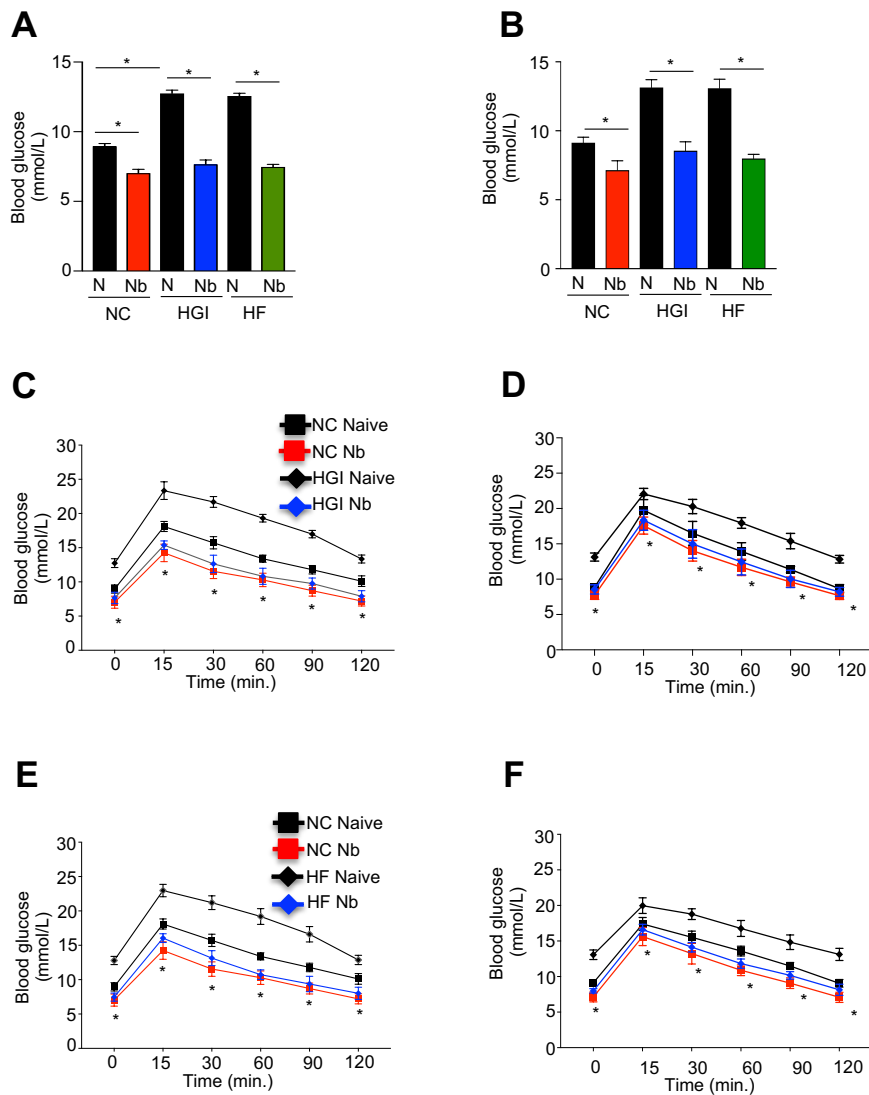 A
B
Blood glucose
(mmol/L)
15
10
5
0
*
*
*
*
N Nb N Nb N Nb
NC HGI HF
Blood glucose
(mmol/L)
15
10
5
0
*
*
*
N Nb N Nb N Nb
NC HGI HF
C
D
NC Naive
NC Nb
HGI Naive
HGI Nb
Blood glucose
(mmol/L)
30
25
20
15
10
5
0
* * * * * *
0 15 30 60 90 120
Time (min.)
Blood glucose
(mmol/L)
30
25
20
15
10
5
0
* * * * * *
0 15 30 60 90 120
Time (min.)
E
F
NC Naive
NC Nb
HF Naive
HF Nb
Blood glucose
(mmol/L)
30
25
20
15
10
5
0
* * * * * *
0 15 30 60 90 120
Time (min.)
Blood glucose
(mmol/L)
30
25
20
15
10
5
0
* * * * * *
0 15 30 60 90 120
Time (min.)